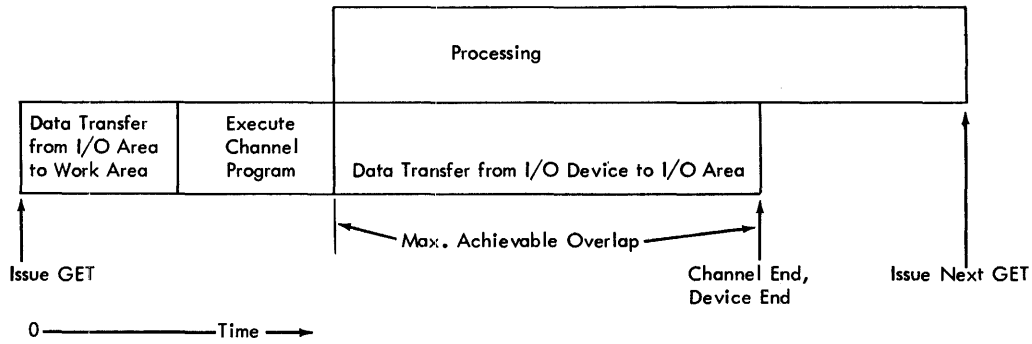 Processing
Data Transfer
from I/O Area
to Work Area
Execute
Channel
Program
Data Transfer from I/O Device to I/O Area
Max. Achievable Overlap
Issue GET
Channel End,
Device End
Issue Next GET
0 Time